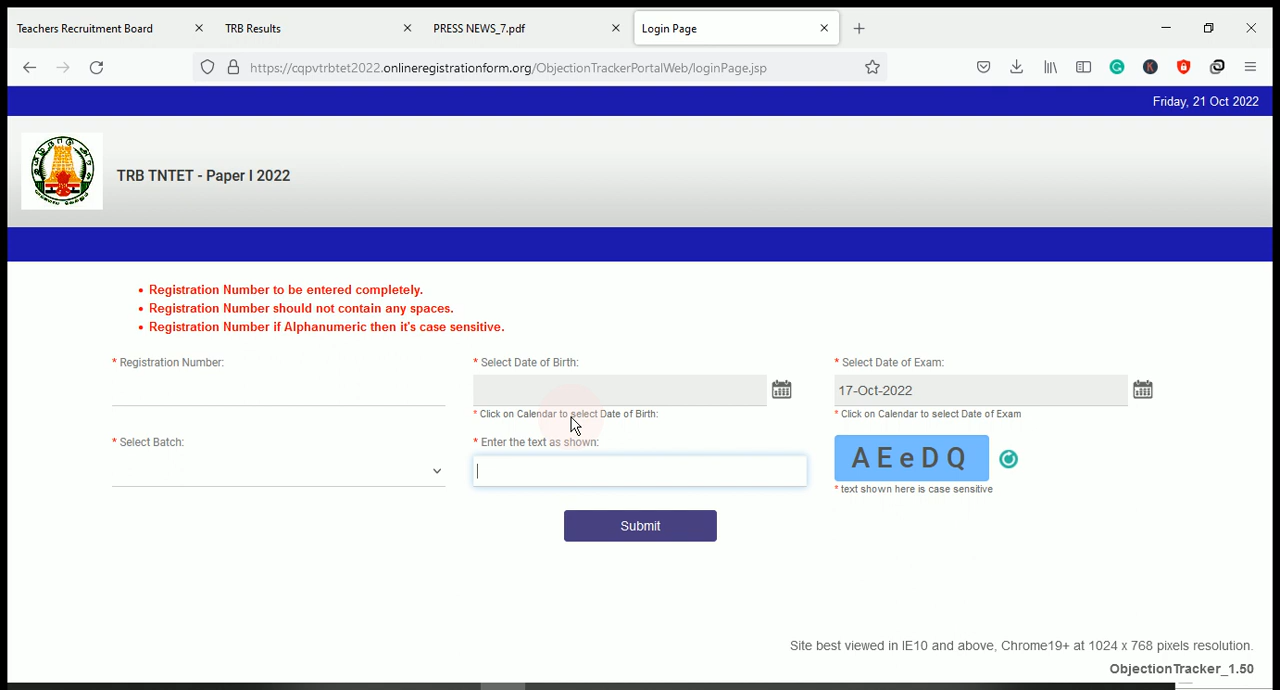 Teachers Recruitment Board
TRB Results
PRESS NEWS_7.pdf
Login Page
https://cqpvtrbtet2022.onlineregistrationform.org/ObjectionTrackerPortalWeb/loginPage.jsp
Friday, 21 Oct 2022
TRB TNTET - Paper I 2022
• Registration Number to be entered completely.
• Registration Number should not contain any spaces.
• Registration Number if Alphanumeric then it's case sensitive.
* Registration Number:
* Select Date of Birth:
* Select Date of Exam:
17-Oct-2022
* Click on Calendar to select Date of Birth:
* Click on Calendar to select Date of Exam
* Select Batch:
* Enter the text as shown:
A E e D Q
* text shown here is case sensitive
Submit
Site best viewed in IE10 and above, Chrome19+ at 1024 x 768 pixels resolution.
ObjectionTracker_1.50